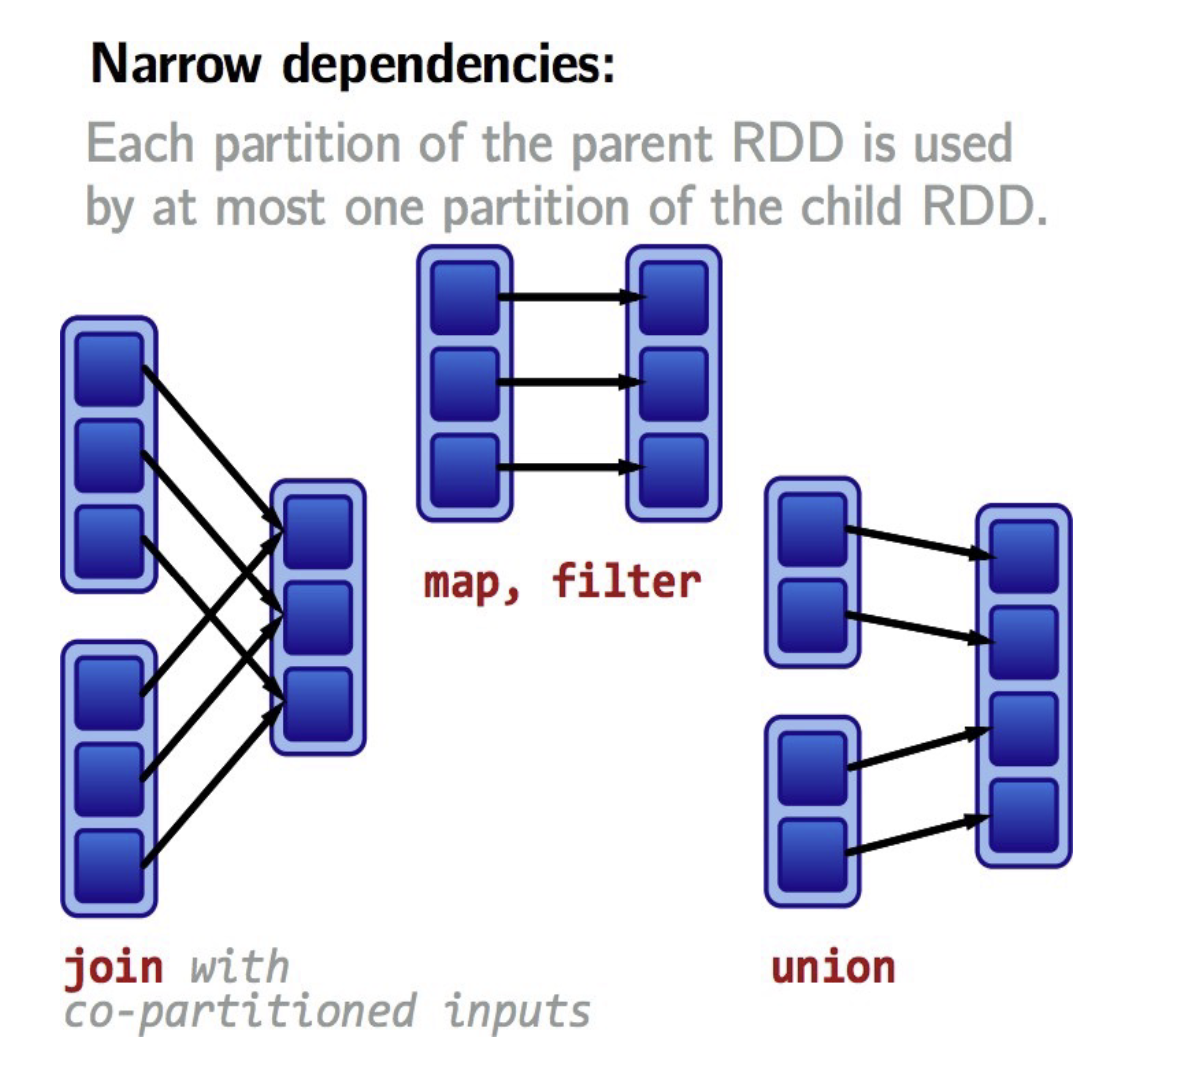 Narrow dependencies:
Each partition of the parent RDD is used
by at most one partition of the child RDD.
map, filter
join with
co-partitioned inputs
union